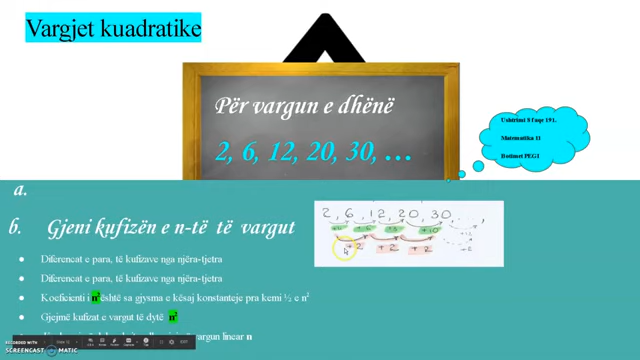 Vargjet kuadratike
Për vargun e dhënë
2, 6, 12, 20, 30, …
Ushtrimi 8 faqe 191.
Matematika 11
Botimet PEGI
a.
b. Gjeni kufizën e n-të të vargut
2, 6, 12, 20, 30,
+10
+2 +2 +2
+2
● Diferencat e para, të kufizave nga njëra-tjetra
● Diferencat e para, të kufizave nga njëra-tjetra
● Koeficienti i n² është sa gjysma e kësaj konstanteje pra kemi ½ e n²
● Gjejmë kufizat e vargut të dytë n²
vargun linear n
RECORDED WITH
SCREENCAST MATIC